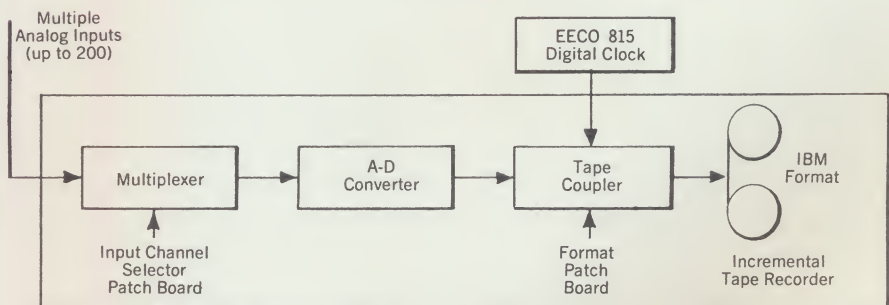 Multiple
Analog Inputs
(up to 200)
EECO 815
Digital Clock
Multiplexer
A-D
Converter
Tape
Coupler
IBM
Format
Input Channel
Selector
Patch Board
Format
Patch
Board
Incremental
Tape Recorder